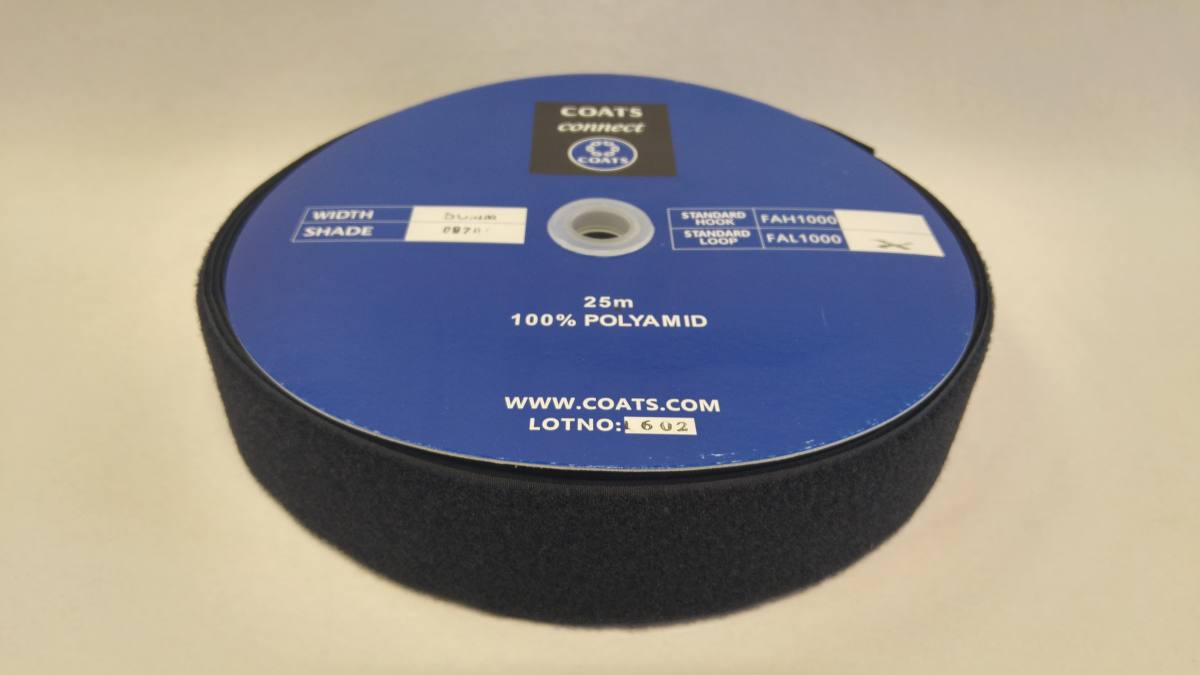 COATS
connect
COATS
WIDTH
SHADE
STANDARD HOOK FAH1000
STANDARD LOOP FAL1000 X
25m
100% POLYAMID
WWW.COATS.COM
LOTNO: 1602